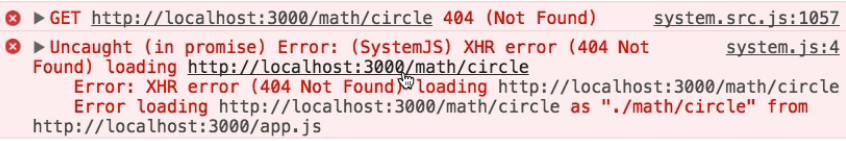 GET http://localhost:3000/math/circle 404 (Not Found) system.src.js:1057
Uncaught (in promise) Error: (SystemJS) XHR error (404 Not system.js:4
Found) loading http://localhost:3000/math/circle
Error: XHR error (404 Not Found) loading http://localhost:3000/math/circle
Error loading http://localhost:3000/math/circle as "./math/circle" from
http://localhost:3000/app.js